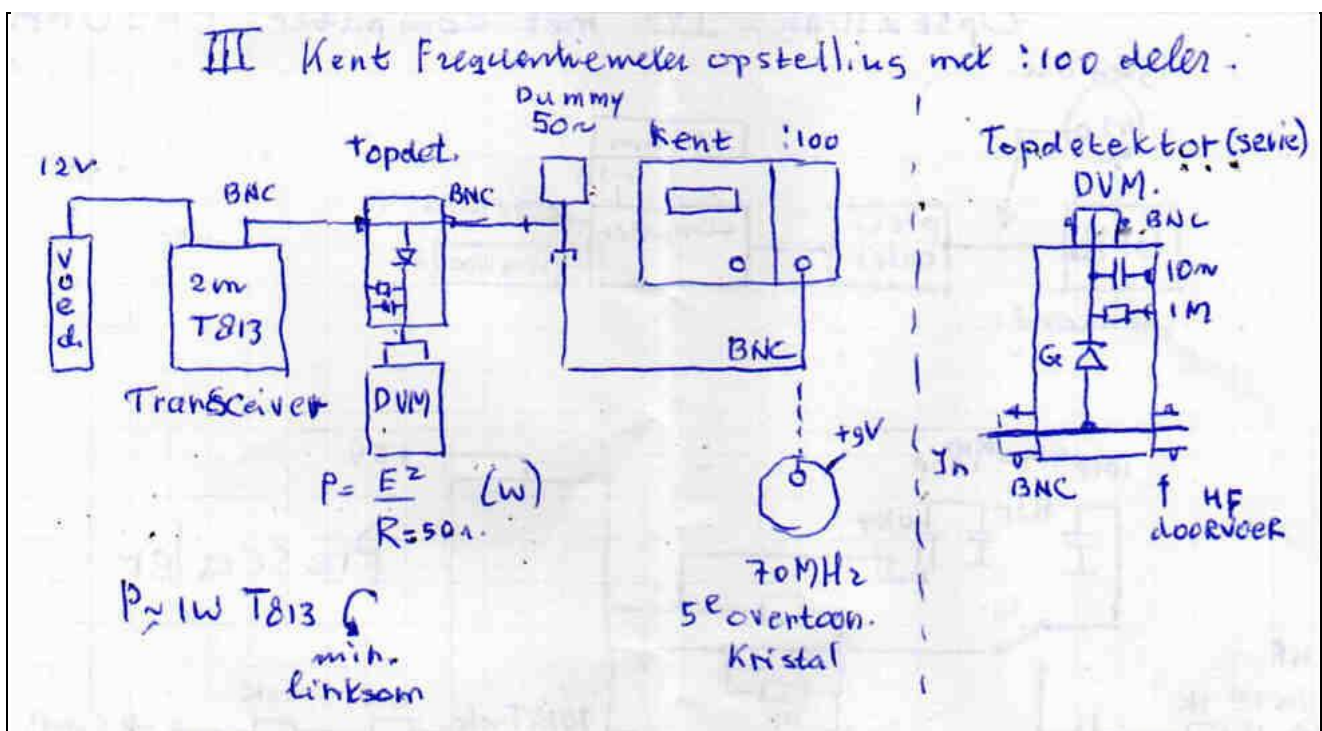 III Kent Frequentiemeter opstelling met :100 deler.
Dummy
50~
Kent :100
12V.
Topdet.
BNC
BNC
Voed.
2m
T813
Transceiver
DVM
BNC
P = E² (W)
R=50Ω.
+9V
70MHz
5e overtoon.
Kristal
P ~ 1W T813
min.
linksom
Topdetektor (serie)
DVM.
BNC
10n
1M
Ge
In
BNC
HF
doorvoer